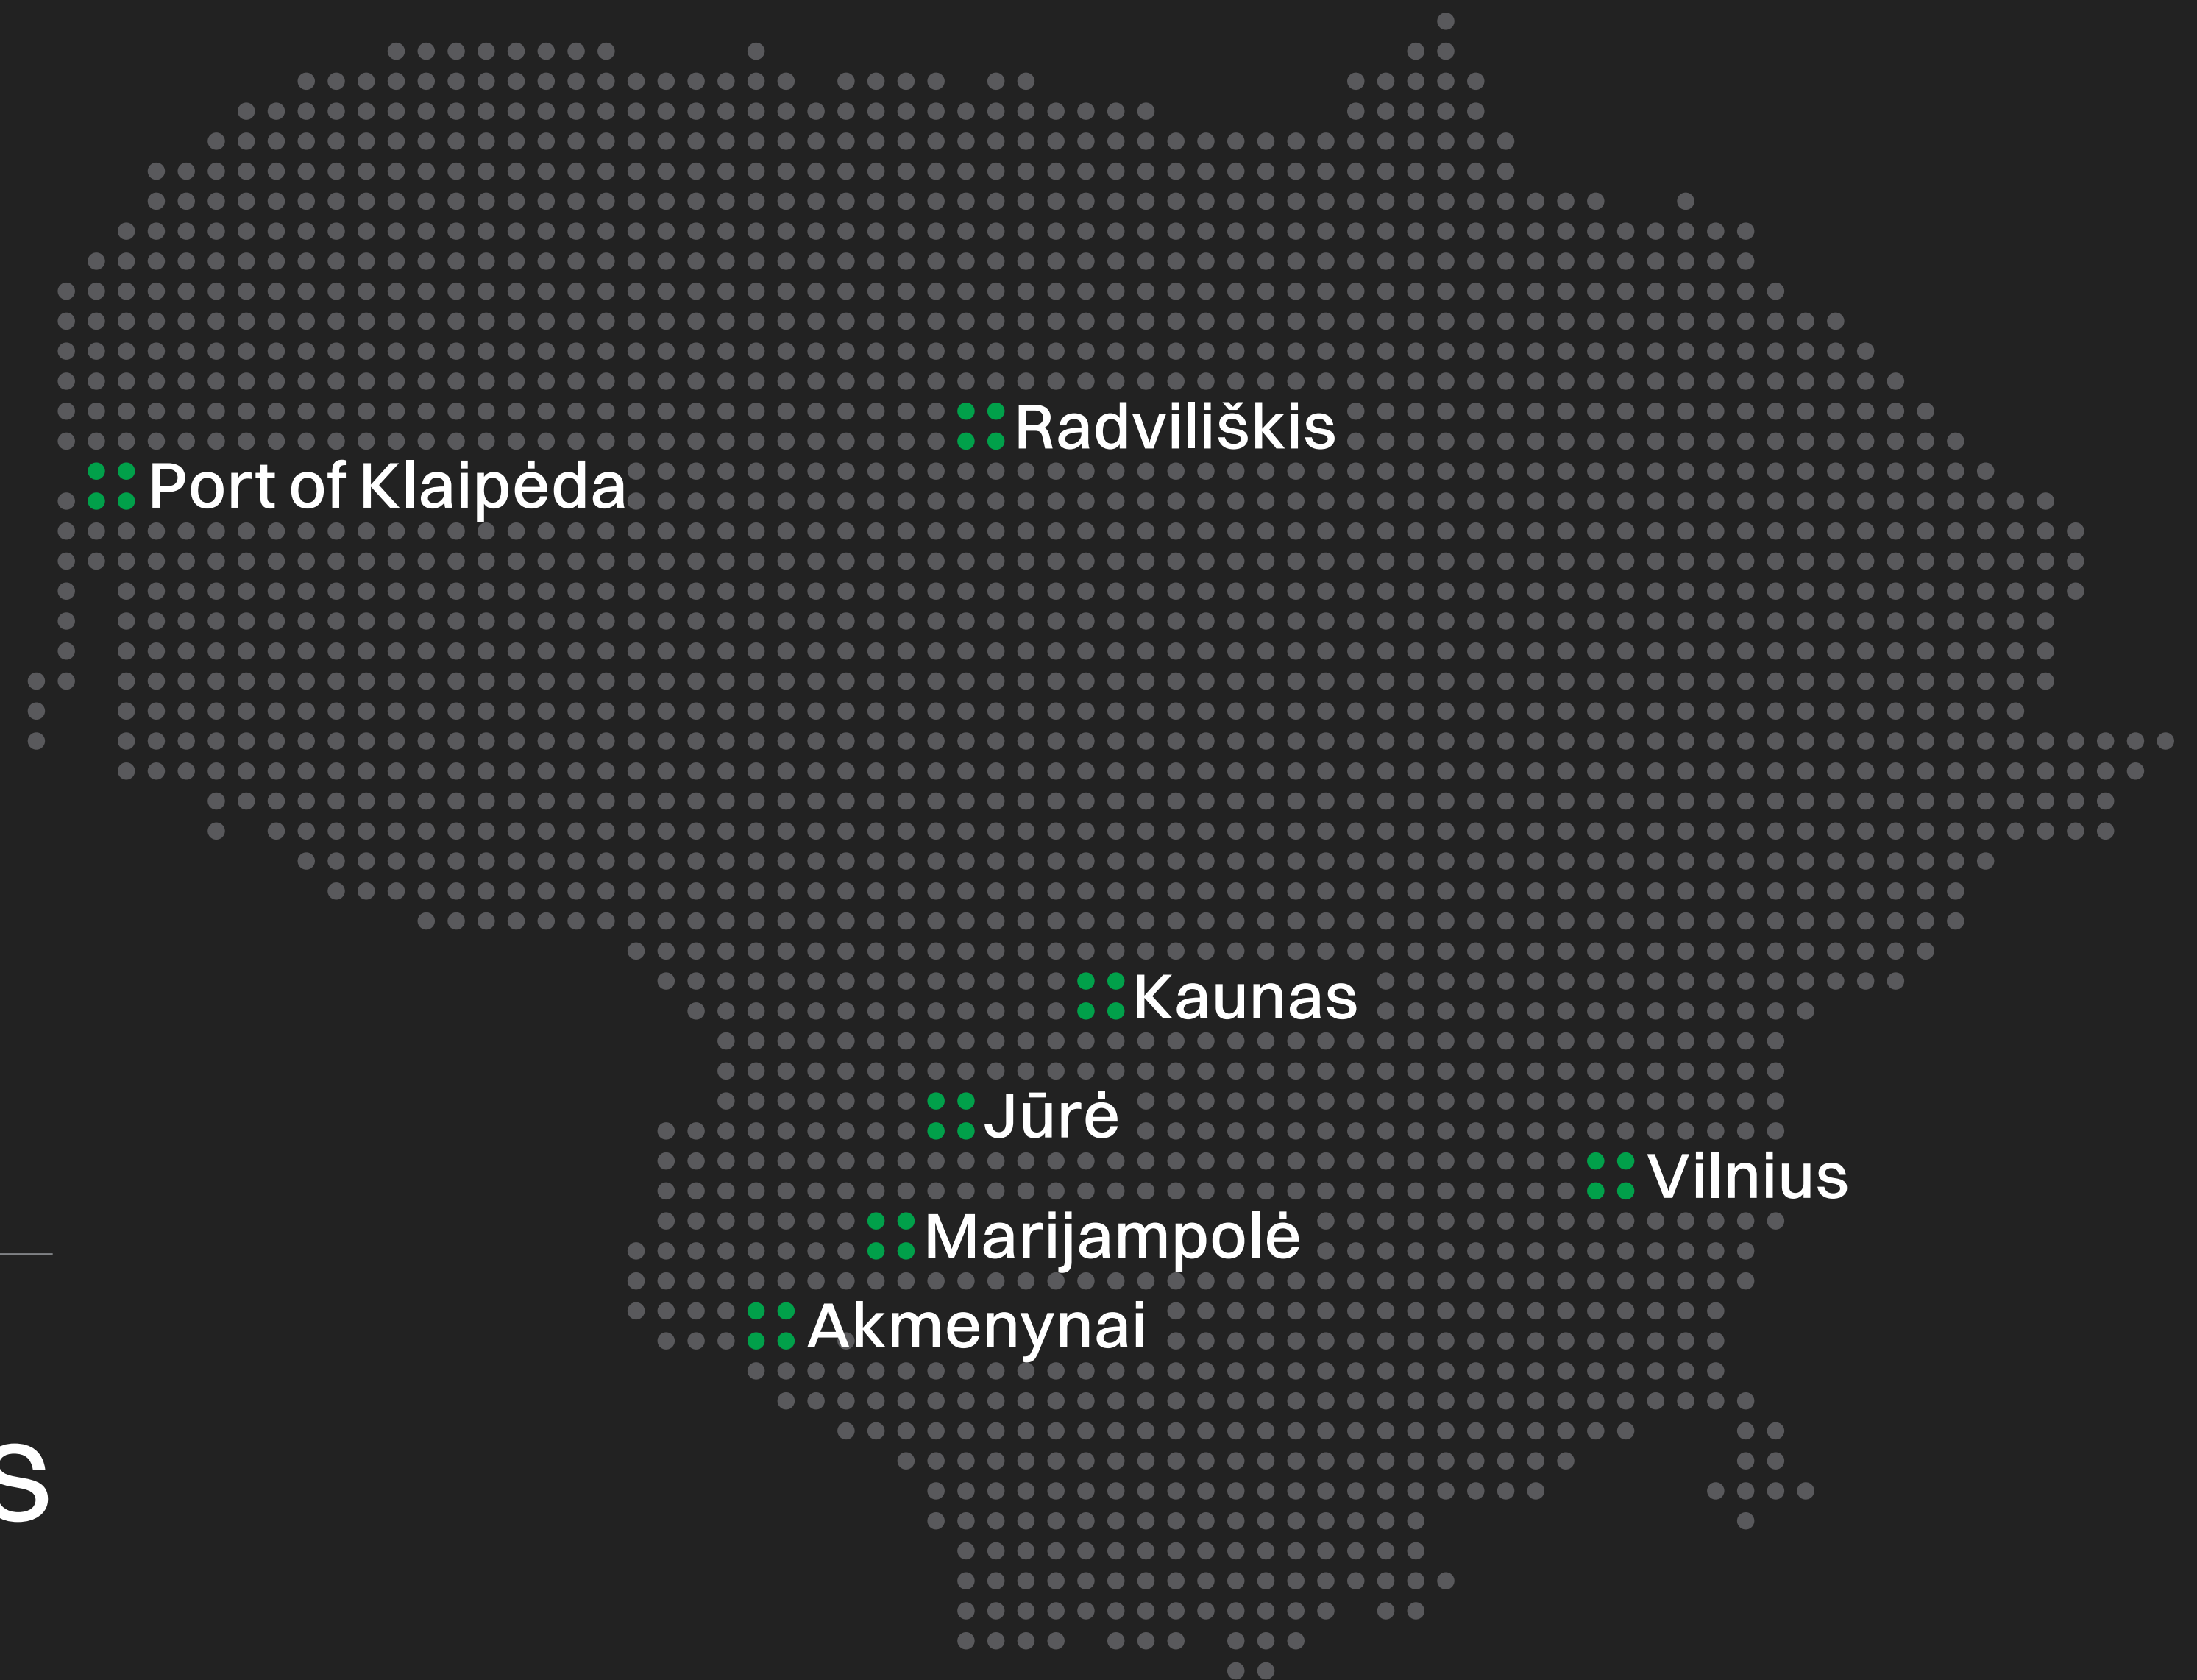 Radviliškis
Port of Klaipėda
Kaunas
Jūrė
Vilnius
Marijampolė
Akmenynai
s